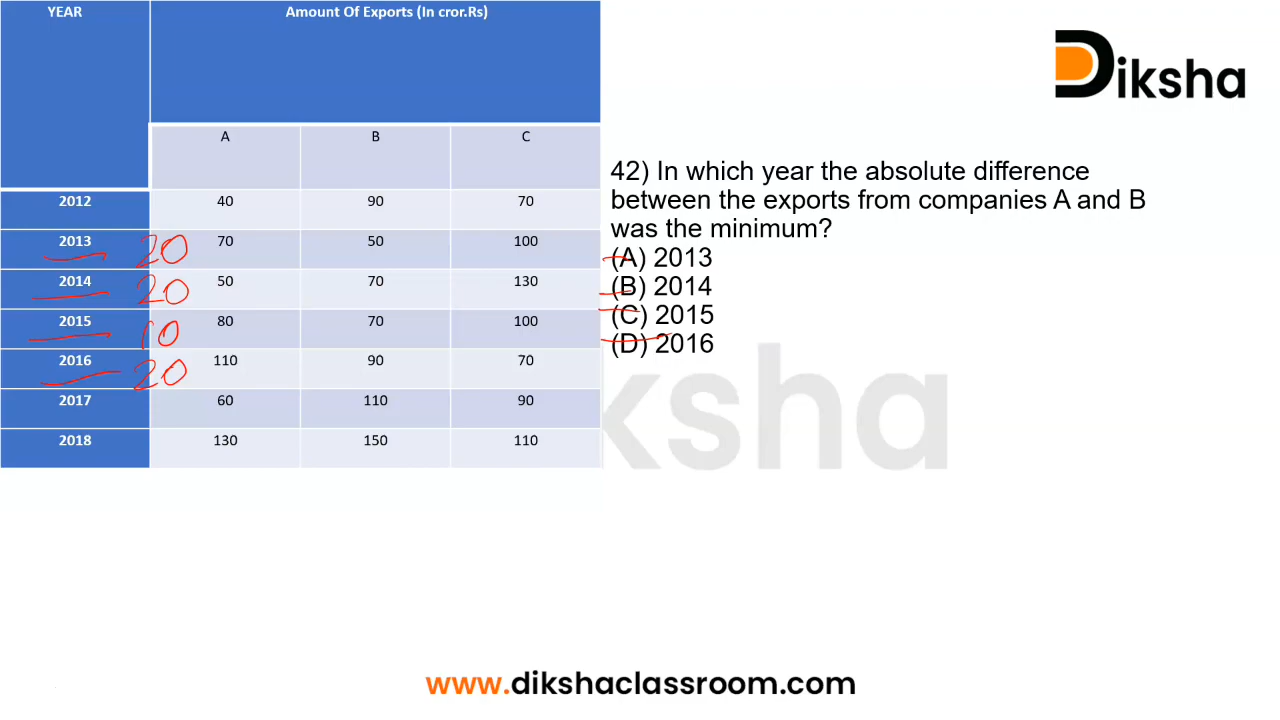 YEAR Amount Of Exports (In cror.Rs)
A B C
2012 40 90 70
2013 20 70 50 100
2014 20 50 70 130
2015 10 80 70 100
2016 20 110 90 70
2017 60 110 90
2018 130 150 110
Diksha
42) In which year the absolute difference
between the exports from companies A and B
was the minimum?
(A) 2013
(B) 2014
(C) 2015
(D) 2016
ksha
www.dikshaclassroom.com